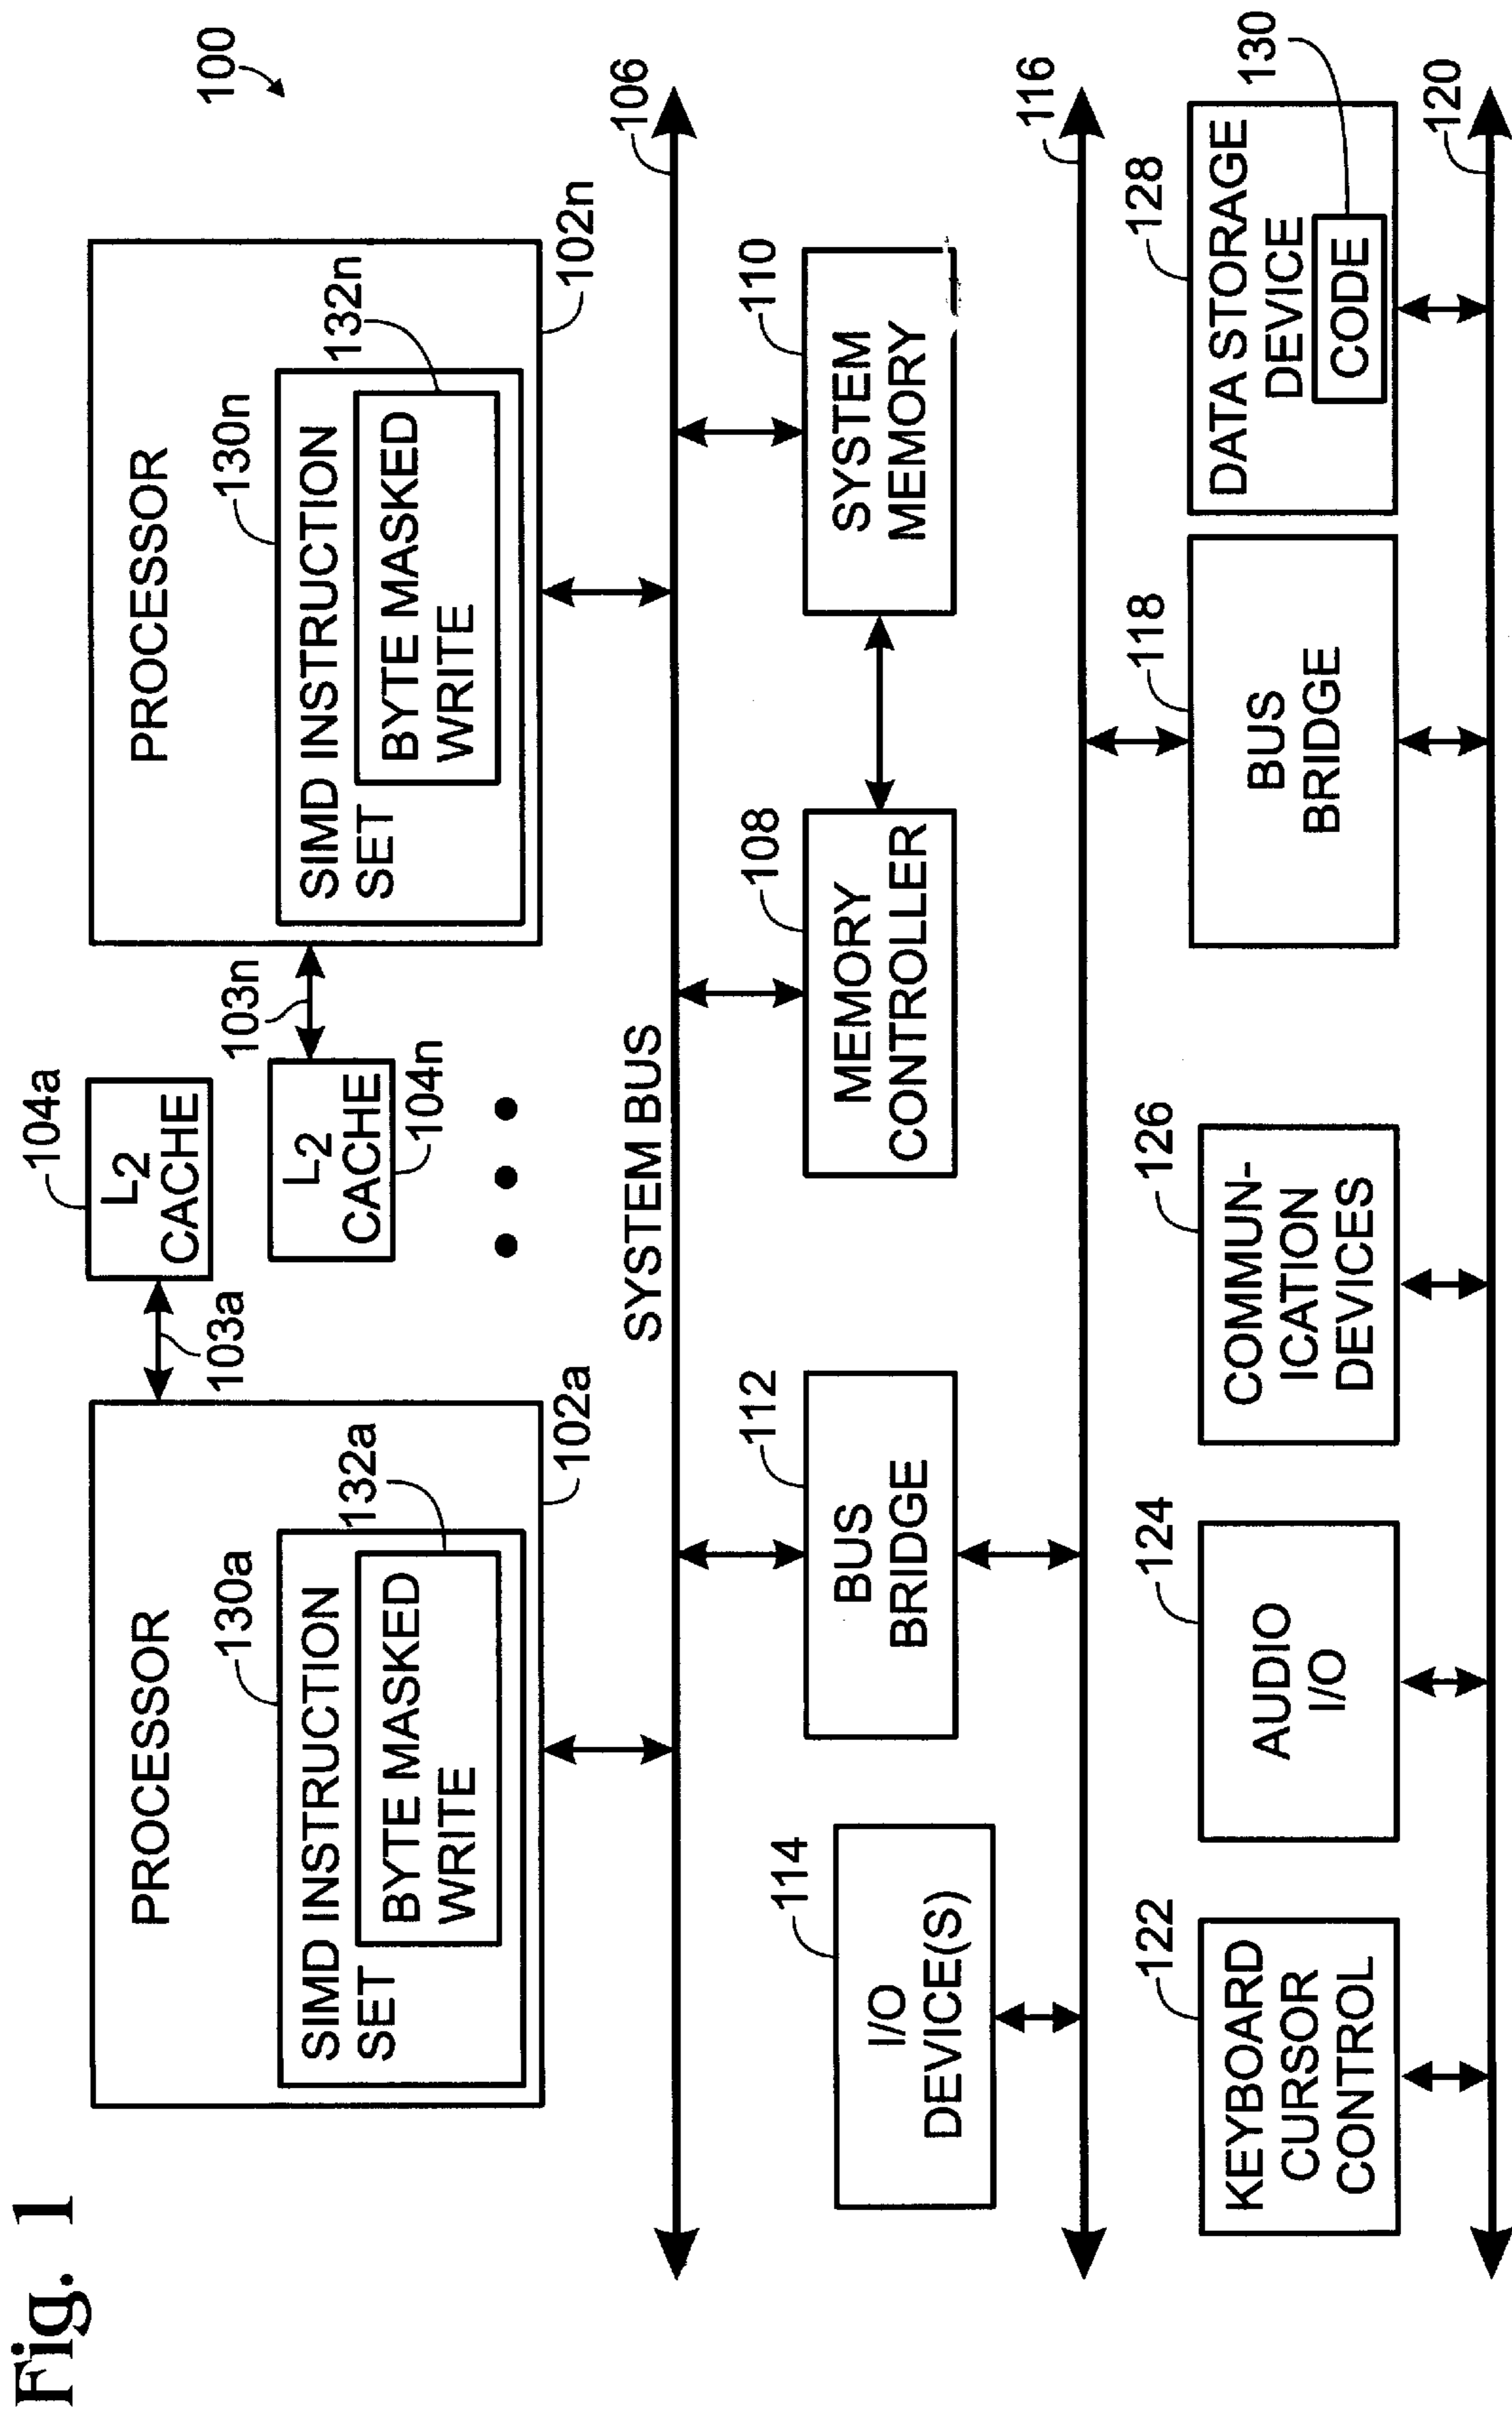 Fig. 1
100
PROCESSOR
130a
SIMD INSTRUCTION
SET
132a
BYTE MASKED
WRITE
102a
103a
104a
L2
CACHE
103n
L2
CACHE
104n
PROCESSOR
130n
SIMD INSTRUCTION
SET
132n
BYTE MASKED
WRITE
102n
SYSTEM BUS
106
114
I/O
DEVICE(S)
112
BUS
BRIDGE
108
MEMORY
CONTROLLER
110
SYSTEM
MEMORY
116
122
KEYBOARD
CURSOR
CONTROL
124
AUDIO
I/O
126
COMMUN-
ICATION
DEVICES
118
BUS
BRIDGE
128
DATA STORAGE
DEVICE
CODE
130
120